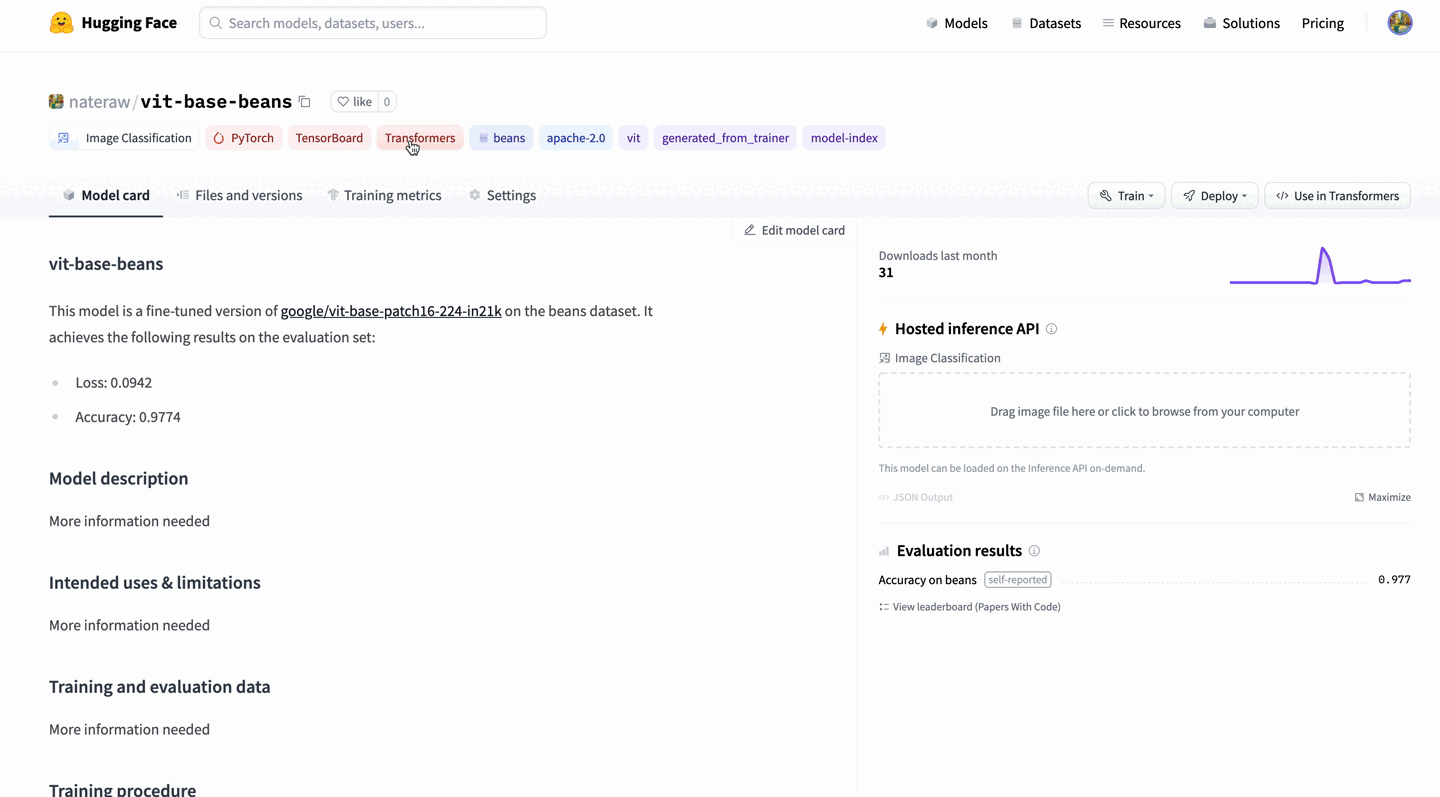 Hugging Face
Search models, datasets, users...
Models
Datasets
Resources
Solutions
Pricing
nateraw/vit-base-beans
like 0
Image Classification
PyTorch
TensorBoard
Transformers
beans
apache-2.0
vit
generated_from_trainer
model-index
Model card
Files and versions
Training metrics
Settings
Train
Deploy
</> Use in Transformers
Edit model card
vit-base-beans
This model is a fine-tuned version of google/vit-base-patch16-224-in21k on the beans dataset. It
achieves the following results on the evaluation set:
Loss: 0.0942
Accuracy: 0.9774
Model description
More information needed
Intended uses & limitations
More information needed
Training and evaluation data
More information needed
Training procedure
Downloads last month
31
Hosted inference API
Image Classification
Drag image file here or click to browse from your computer
This model can be loaded on the Inference API on-demand.
</> JSON Output
Maximize
Evaluation results
Accuracy on beans self-reported 0.977
View leaderboard (Papers With Code)